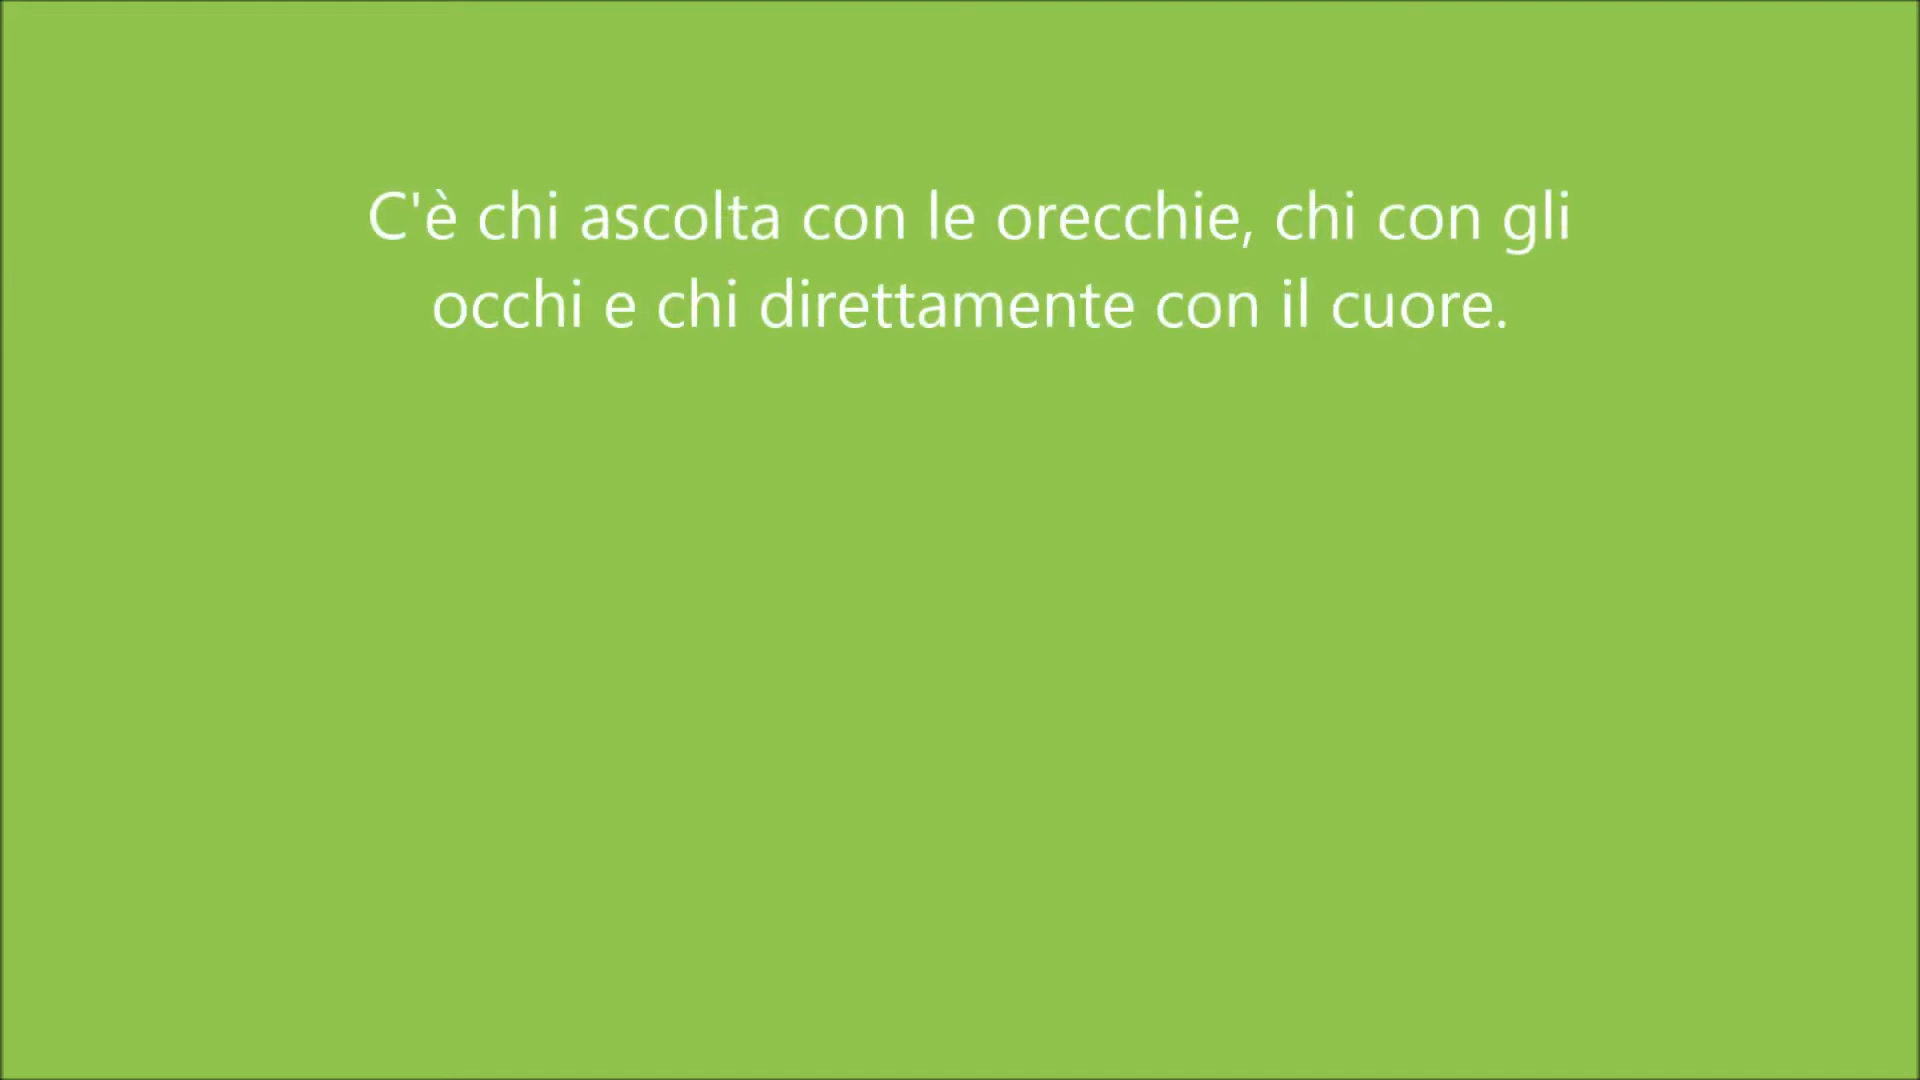 C'è chi ascolta con le orecchie, chi con gli
occhi e chi direttamente con il cuore.